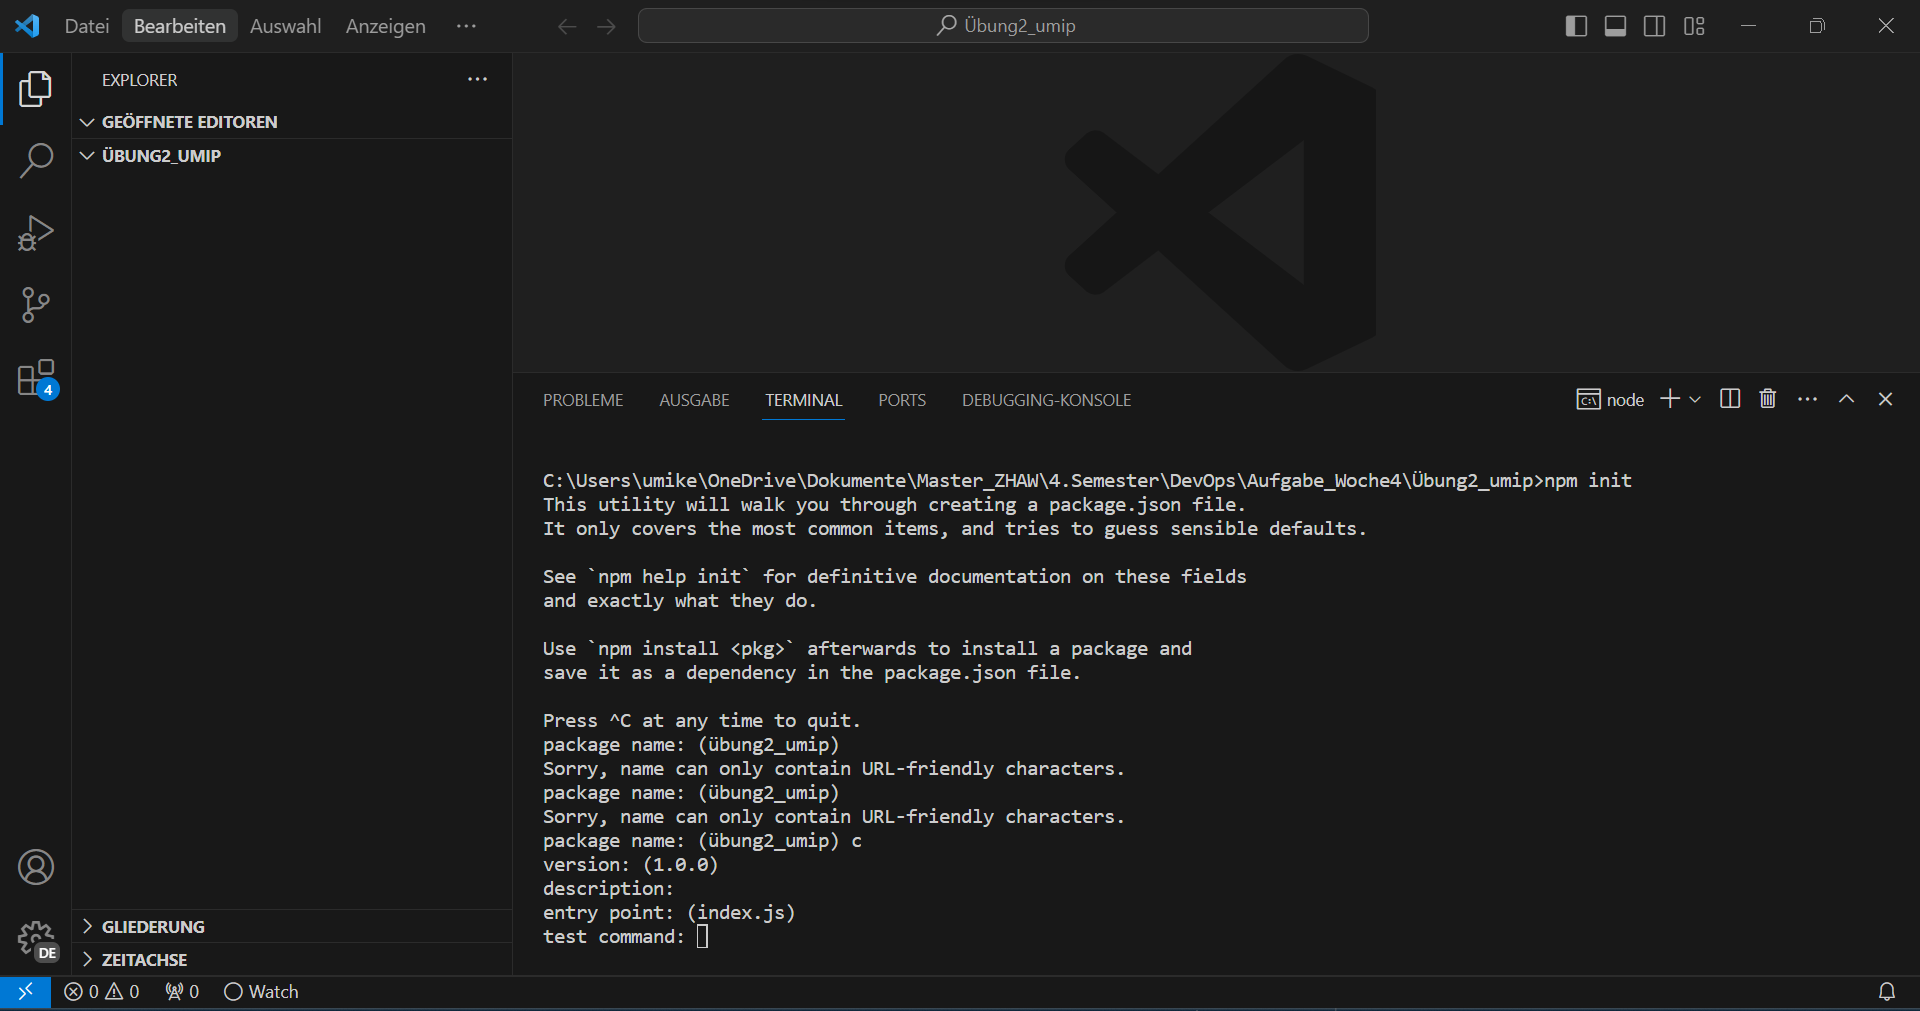 Datei Bearbeiten Auswahl Anzeigen ··· Übung2_umip
EXPLORER
GEÖFFNETE EDITOREN
ÜBUNG2_UMIP
4
PROBLEME AUSGABE TERMINAL PORTS DEBUGGING-KONSOLE node
C:\Users\umike\OneDrive\Dokumente\Master_ZHAW\4.Semester\DevOps\Aufgabe_Woche4\Übung2_umip>npm init
This utility will walk you through creating a package.json file.
It only covers the most common items, and tries to guess sensible defaults.
See `npm help init` for definitive documentation on these fields
and exactly what they do.
Use `npm install <pkg>` afterwards to install a package and
save it as a dependency in the package.json file.
Press ^C at any time to quit.
package name: (übung2_umip)
Sorry, name can only contain URL-friendly characters.
package name: (übung2_umip)
Sorry, name can only contain URL-friendly characters.
package name: (übung2_umip) c
version: (1.0.0)
description:
entry point: (index.js)
test command:
GLIEDERUNG
DE
ZEITACHSE
0 0 0 Watch